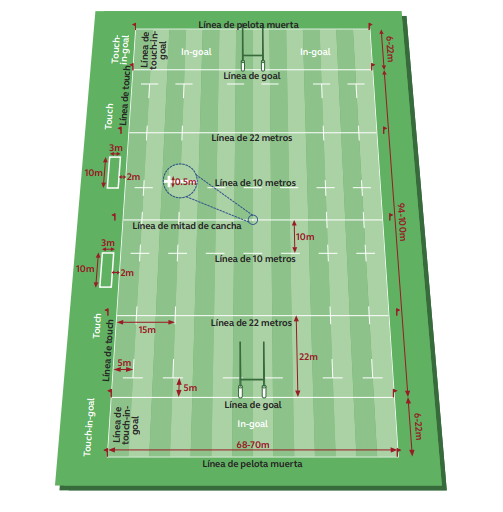 Línea de pelota muerta
Touch-
in-goal
Línea de
touch-in-
goal
In-goal
In-goal
6-22m
Línea de goal
Línea de touch
Touch
Línea de 22 metros
3m
10m
2m
0.5m
Línea de 10 metros
94-100m
Línea de mitad de cancha
10m
3m
Línea de 10 metros
10m
2m
Touch
Línea de 22 metros
15m
Línea de touch
22m
5m
5m
Línea de goal
Touch-in-goal
Línea de
touch-in-
goal
In-goal
6-22m
68-70m
Línea de pelota muerta